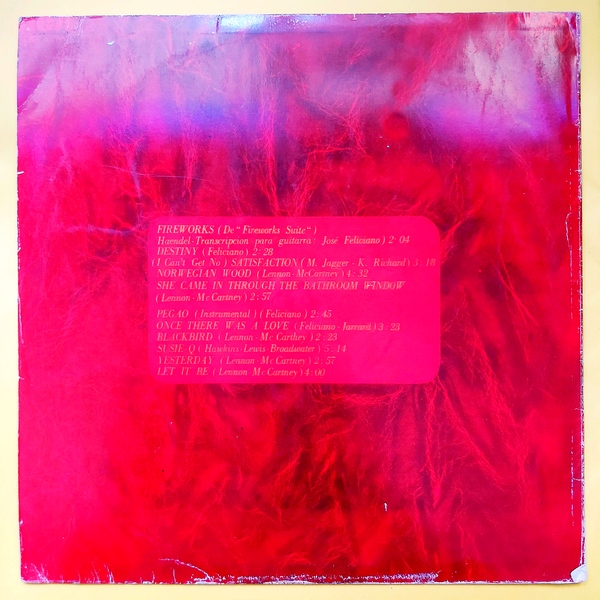 FIREWORKS (De "Fireworks Suite")
Haendel-Transcripcion para guitarra: José Feliciano) 2:04
DESTINY (Feliciano) 2:28
(I Can't Get No) SATISFACTION (M. Jagger - K. Richard) 3:18
NORWEGIAN WOOD (Lennon-McCartney) 4:32
SHE CAME IN THROUGH THE BATHROOM WINDOW
(Lennon-McCartney) 2:57
PEGAO (Instrumental) (Feliciano) 2:45
ONCE THERE WAS A LOVE (Feliciano - 3:23
BLACKBIRD (Lennon-McCarthey) 2:23
SUSIE Q (Hawkins-Lewis-Broadwater) 5:14
YESTERDAY (Lennon-McCartney) 2:57
LET IT BE (Lennon-McCartney) 4:00